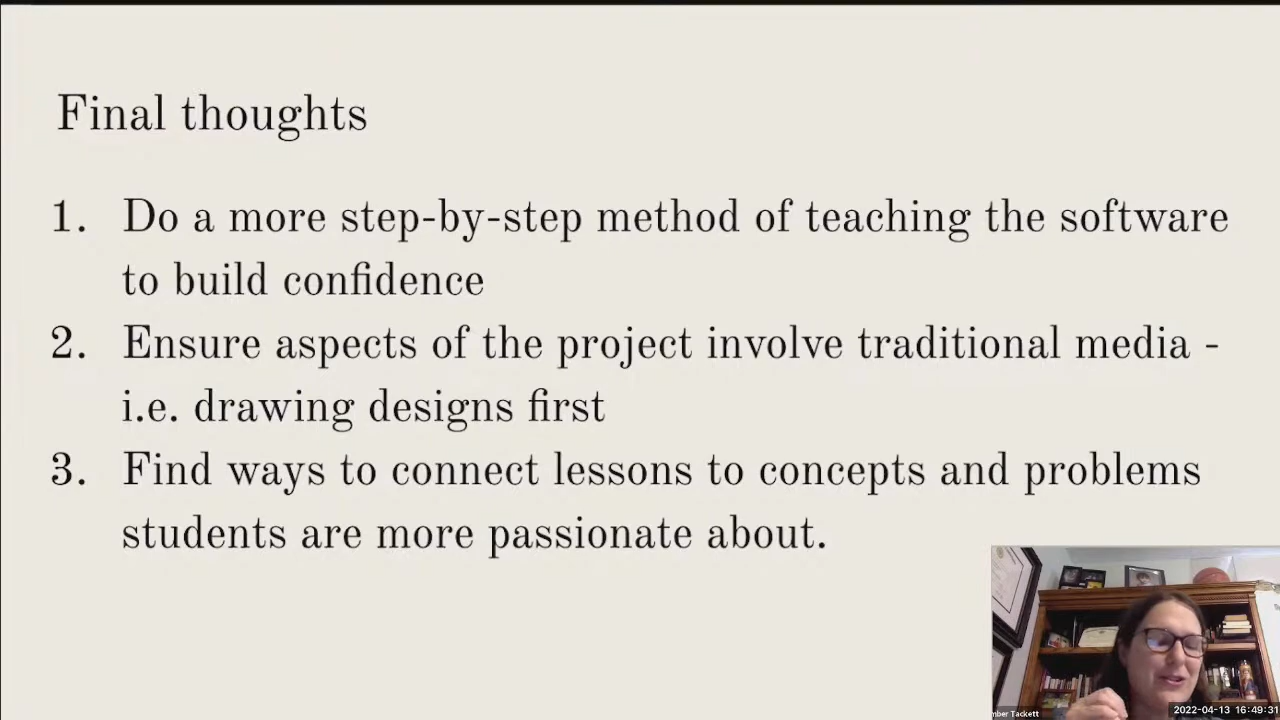 Final thoughts
1. Do a more step-by-step method of teaching the software
to build confidence
2. Ensure aspects of the project involve traditional media -
i.e. drawing designs first
3. Find ways to connect lessons to concepts and problems
students are more passionate about.
mber Tackett
2022-04-13 16:49:31